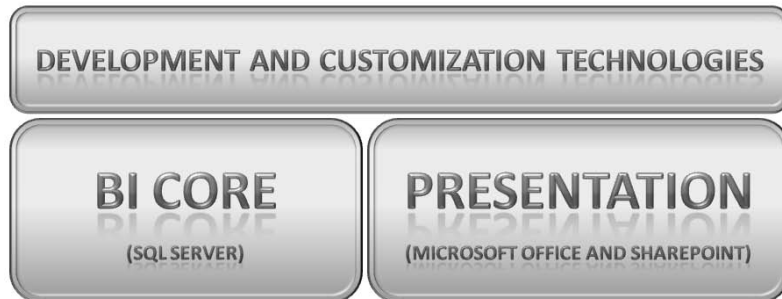 DEVELOPMENT AND CUSTOMIZATION TECHNOLOGIES
BI CORE
(SQL SERVER)
PRESENTATION
(MICROSOFT OFFICE AND SHAREPOINT)